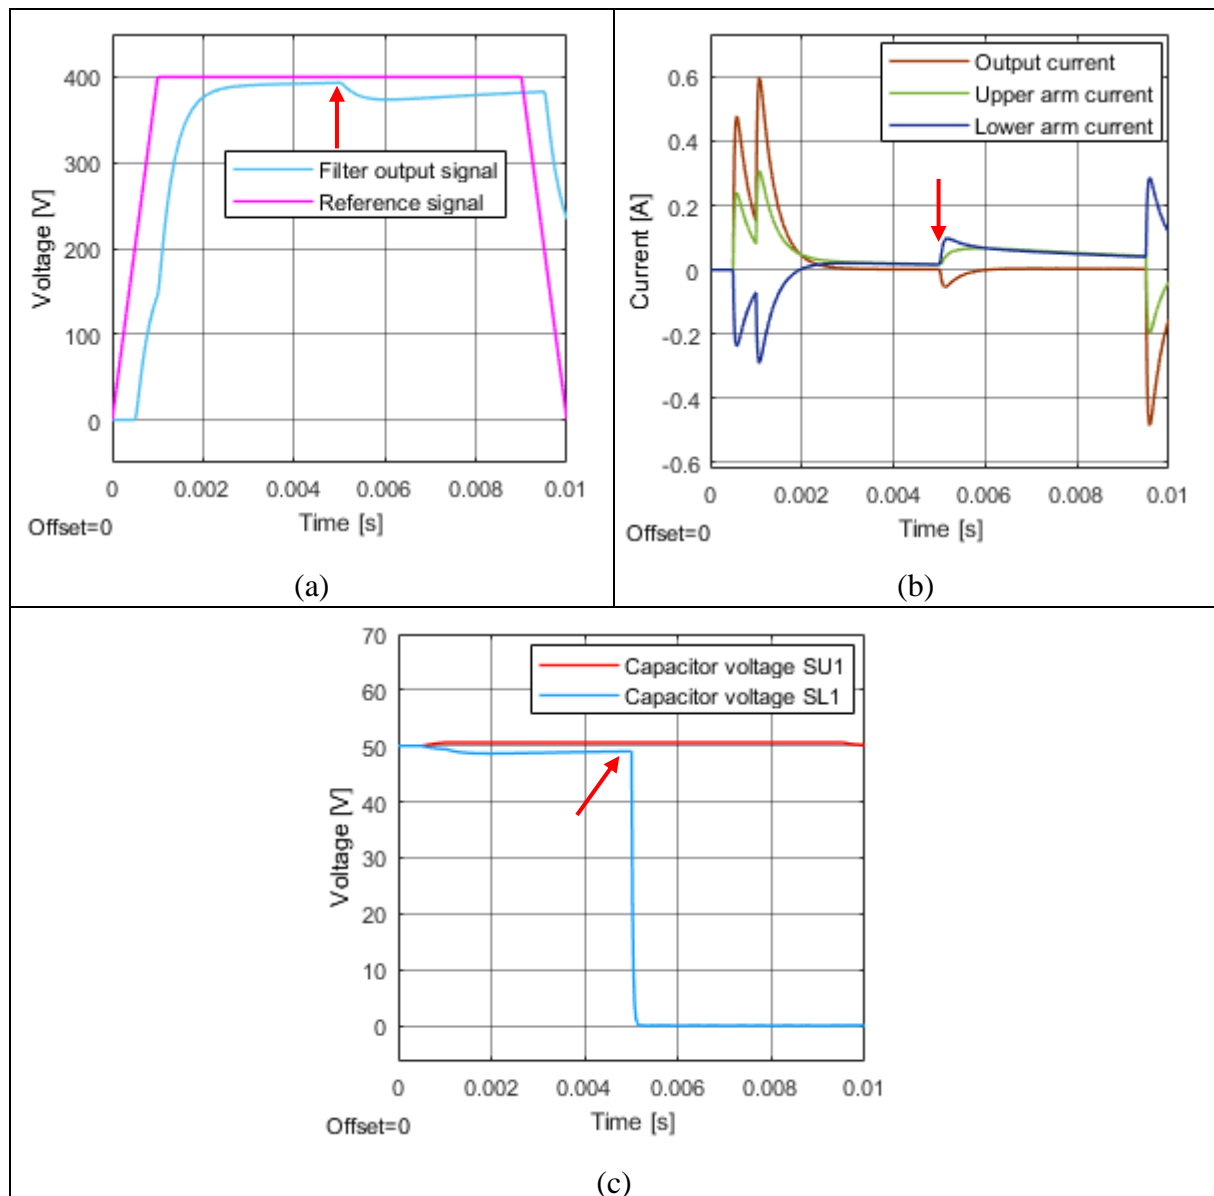 400
300
200
100
0
Voltage [V]
Filter output signal
Reference signal
0 0.002 0.004 0.006 0.008 0.01
Time [s]
Offset=0
(a)
0.6
0.4
0.2
0
-0.2
-0.4
-0.6
Current [A]
Output current
Upper arm current
Lower arm current
0 0.002 0.004 0.006 0.008 0.01
Time [s]
Offset=0
(b)
70
60
50
40
30
20
10
0
Voltage [V]
Capacitor voltage SU1
Capacitor voltage SL1
0 0.002 0.004 0.006 0.008 0.01
Time [s]
Offset=0
(c)